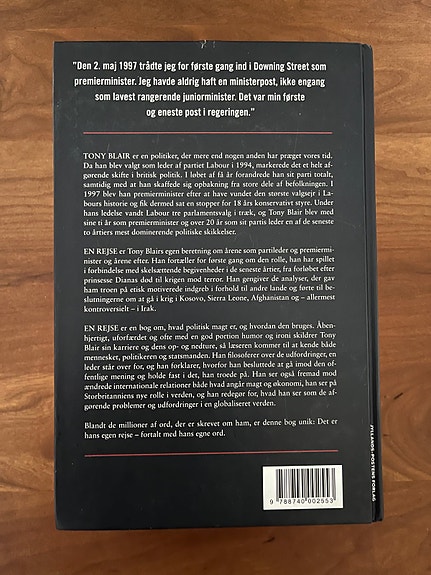 "Den 2. maj 1997 trådte jeg for første gang ind i Downing Street som
premierminister. Jeg havde aldrig haft en ministerpost, ikke engang
som lavest rangerende juniorminister. Det var min første
og eneste post i regeringen."
TONY BLAIR er en politiker, der mere end nogen anden har præget vores tid.
Da han blev valgt som leder af partiet Labour i 1994, markerede det et helt af-
gørende skifte i britisk politik. I løbet af få år forandrede han sit parti totalt,
samtidig med at han skaffede sig opbakning fra store dele af befolkningen. I
1997 blev han premierminister efter at have vundet den største valgsejr i La-
bours historie og fik dermed sat en stopper for 18 års konservativt styre. Under
hans ledelse vandt Labour tre parlamentsvalg i træk, og Tony Blair blev med
sine ti år som premierminister og over 20 år som sit partis leder en af de seneste
to årtiers mest dominerende politiske skikkelser.
EN REJSE er Tony Blairs egen beretning om årene som partileder og premiermi-
nister og årene efter. Han fortæller for første gang om den rolle, han har spillet
i forbindelse med skelsættende begivenheder i de seneste årtier, fra forløbet efter
prinsesse Dianas død til krigen mod terror. Han gengiver de analyser, der gav
ham troen på etisk motiverede indgreb i forhold til andre lande og førte til be-
slutningerne om at gå i krig i Kosovo, Sierra Leone, Afghanistan og – allermest
kontroversielt – i Irak.
EN REJSE er en bog om, hvad politisk magt er, og hvordan den bruges. Åben-
hjertigt, uforfærdet og ofte med en god portion humor og ironi skildrer Tony
Blair sin karriere og dens op- og nedture, så læseren kommer til at kende både
mennesket, politikeren og statsmanden. Han filosoferer over de udfordringer, en
leder står over for, og han forklarer, hvorfor han besluttede at gå imod den of-
fentlige mening og holde fast i det, han troede på. Han ser også fremad mod
ændrede internationale relationer både hvad angår magt og økonomi, han ser på
Storbritanniens nye rolle i verden, og han redegør for, hvad han ser som de af-
gørende problemer og udfordringer i en globaliseret verden.
Blandt de millioner af ord, der er skrevet om ham, er denne bog unik: Det er
hans egen rejse – fortalt med hans egne ord.
9 788740 002553
JYLLANDS-POSTENS FORLAG